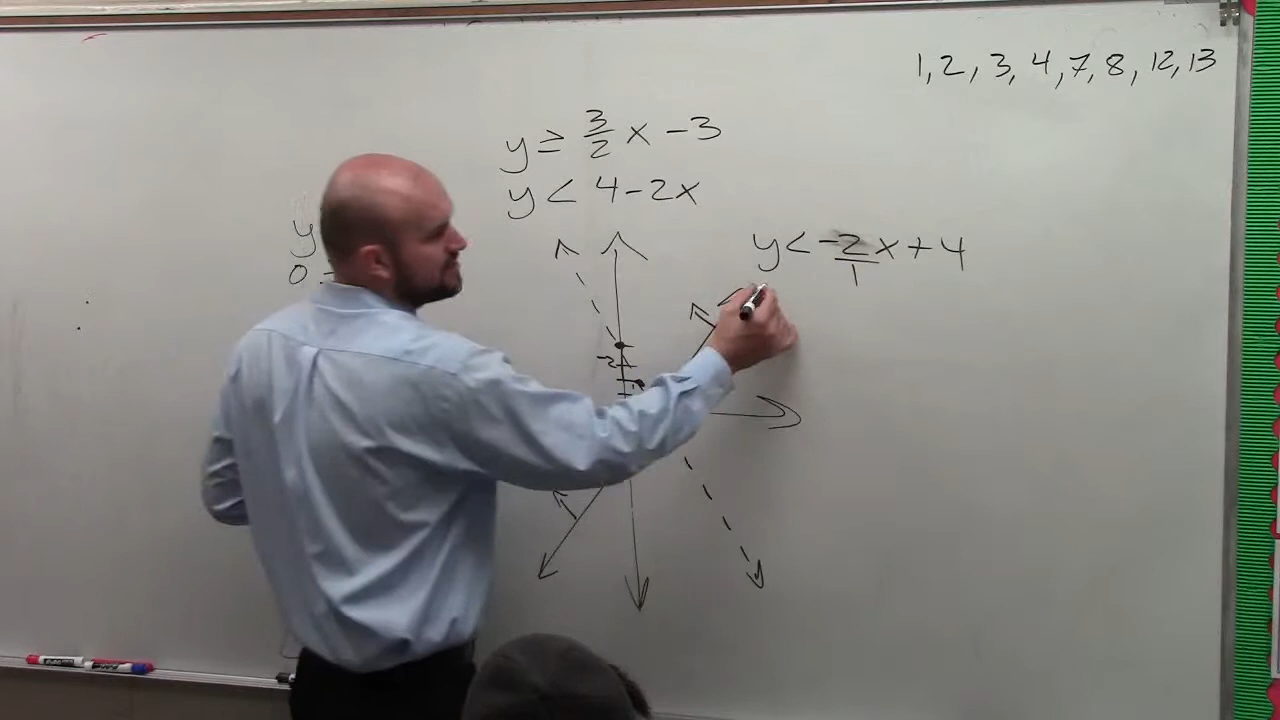 1, 2, 3, 4, 7, 8, 12, 13
y ≥ 3/2 x - 3
y < 4 - 2x
y
0 -
y < -2/1 x + 4